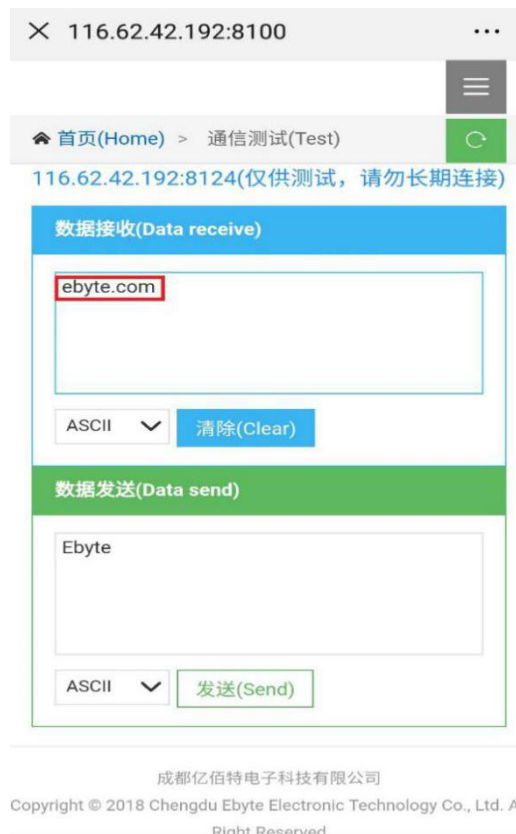 116.62.42.192:8100
首页(Home) > 通信测试(Test)
116.62.42.192:8124(仅供测试，请勿长期连接)
数据接收(Data receive)
ebyte.com
ASCII 清除(Clear)
数据发送(Data send)
Ebyte
ASCII 发送(Send)
成都亿佰特电子科技有限公司
Copyright © 2018 Chengdu Ebyte Electronic Technology Co., Ltd. A
Right Reserved